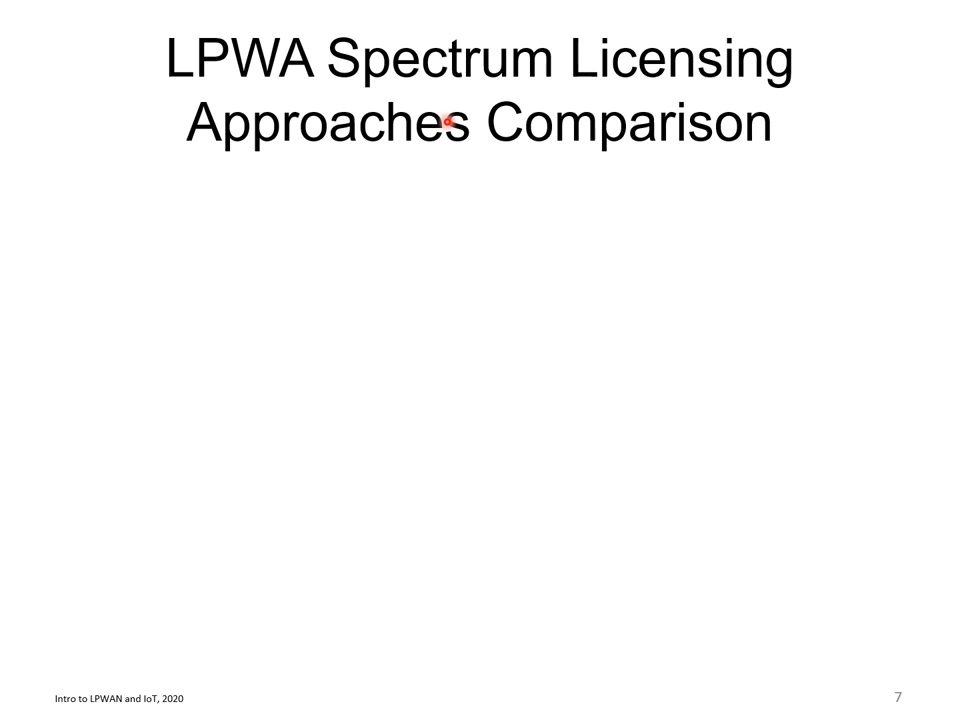 LPWA Spectrum Licensing
Approaches Comparison
Intro to LPWAN and IoT, 2020
7